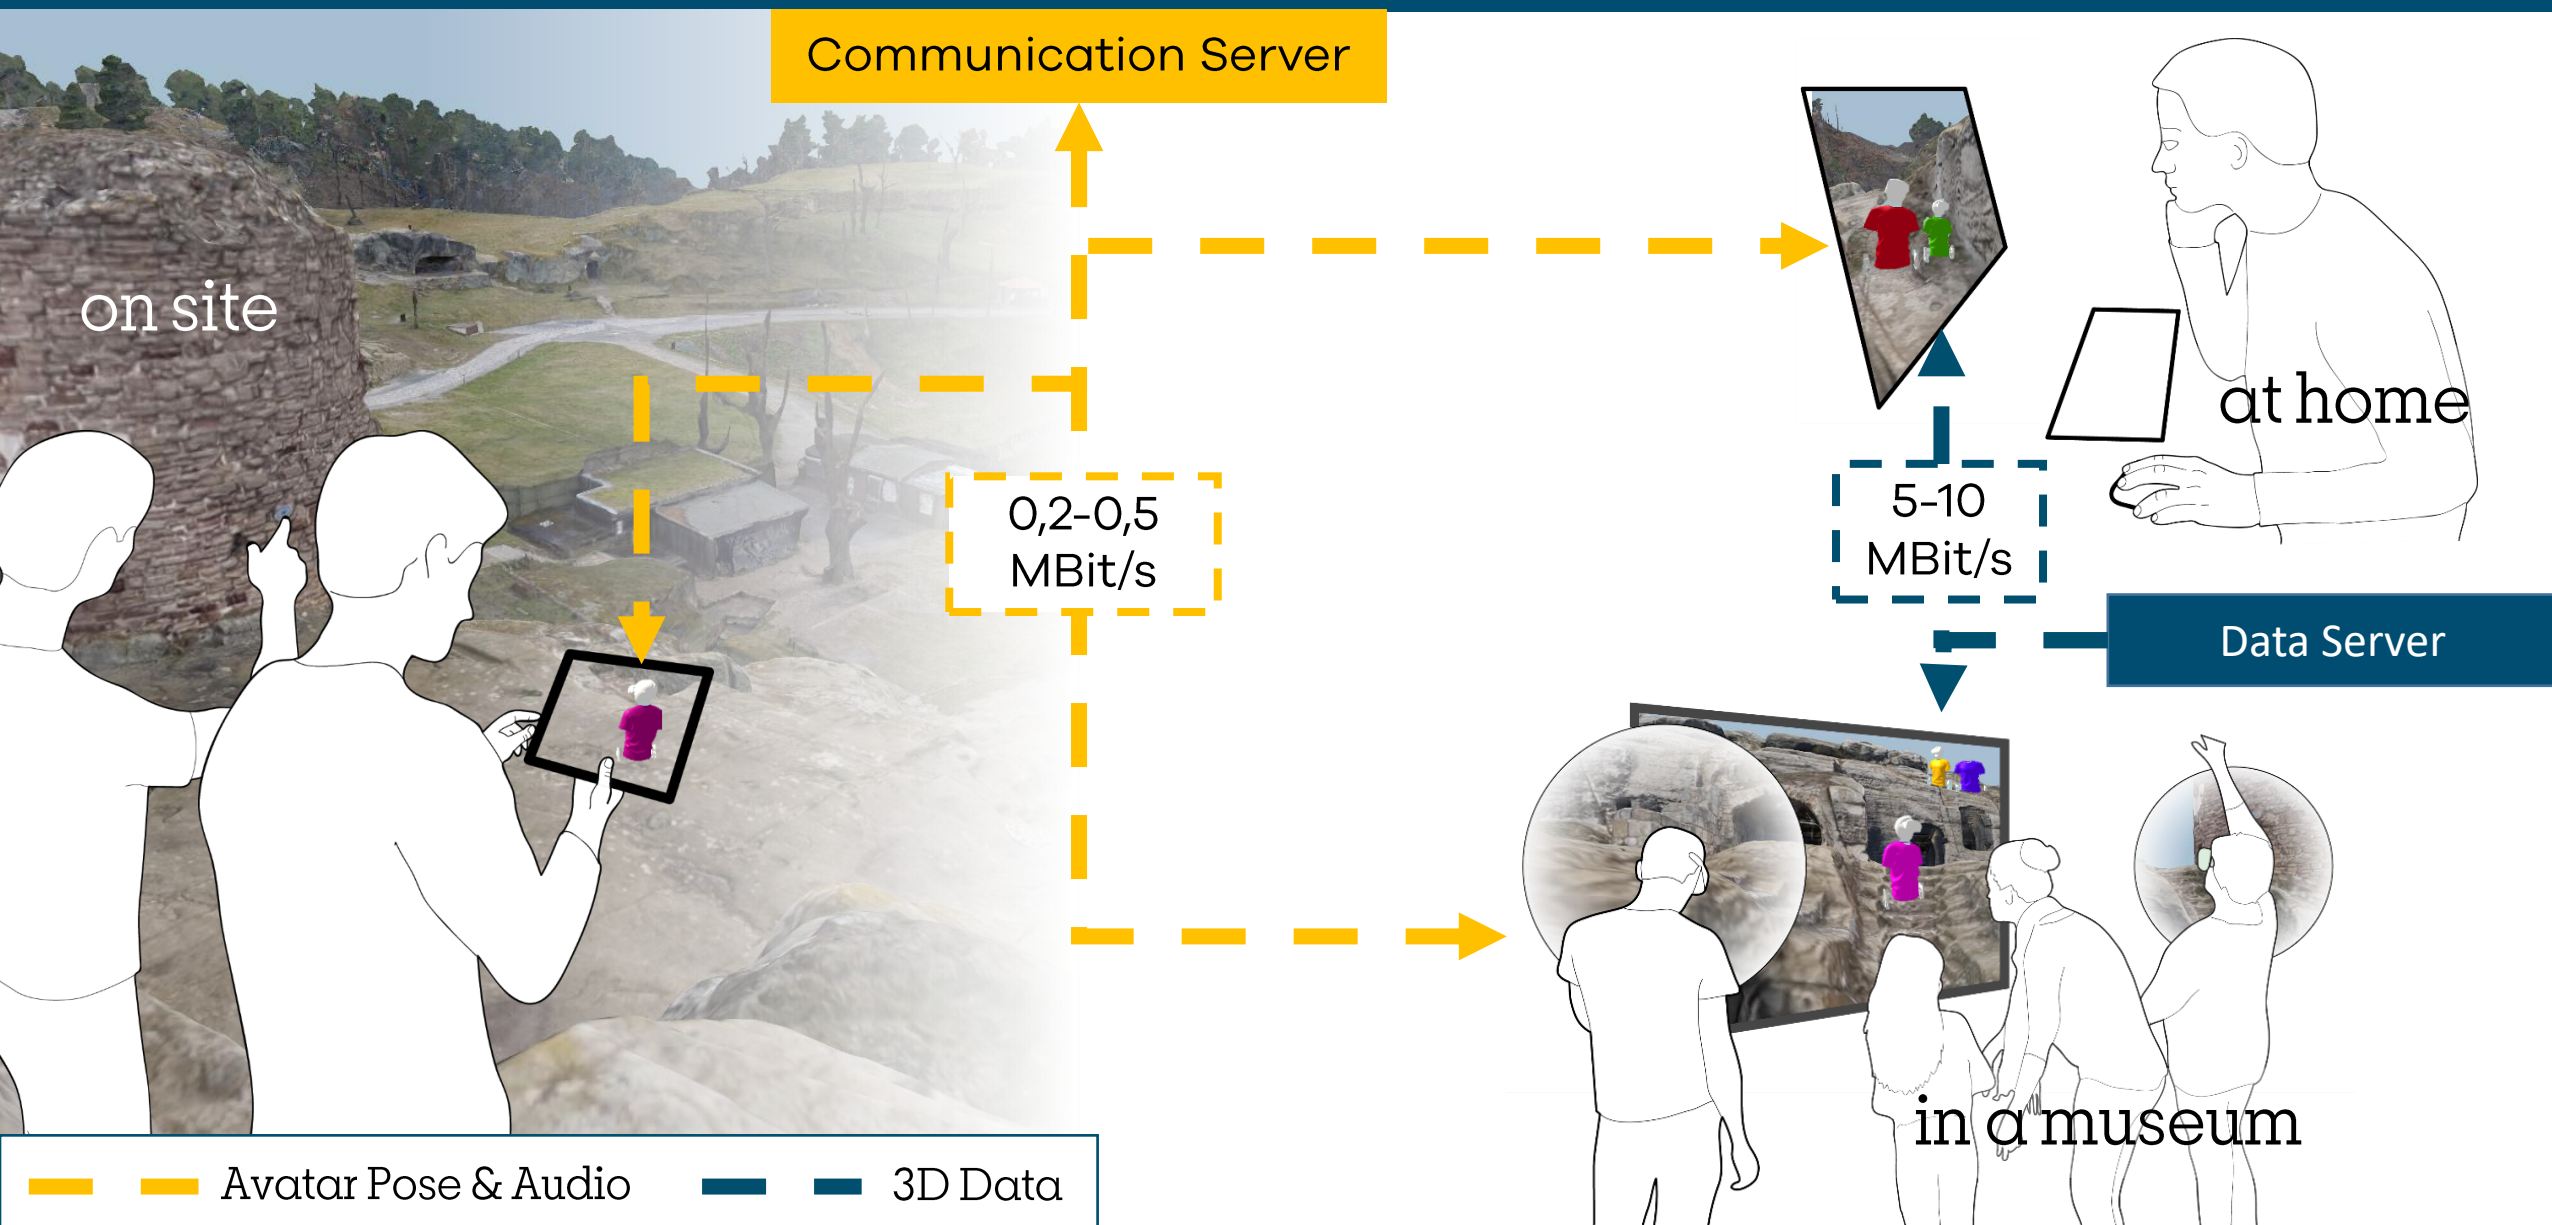 Communication Server
on site
at home
0,2-0,5
MBit/s
5-10
MBit/s
Data Server
in a museum
Avatar Pose & Audio
3D Data